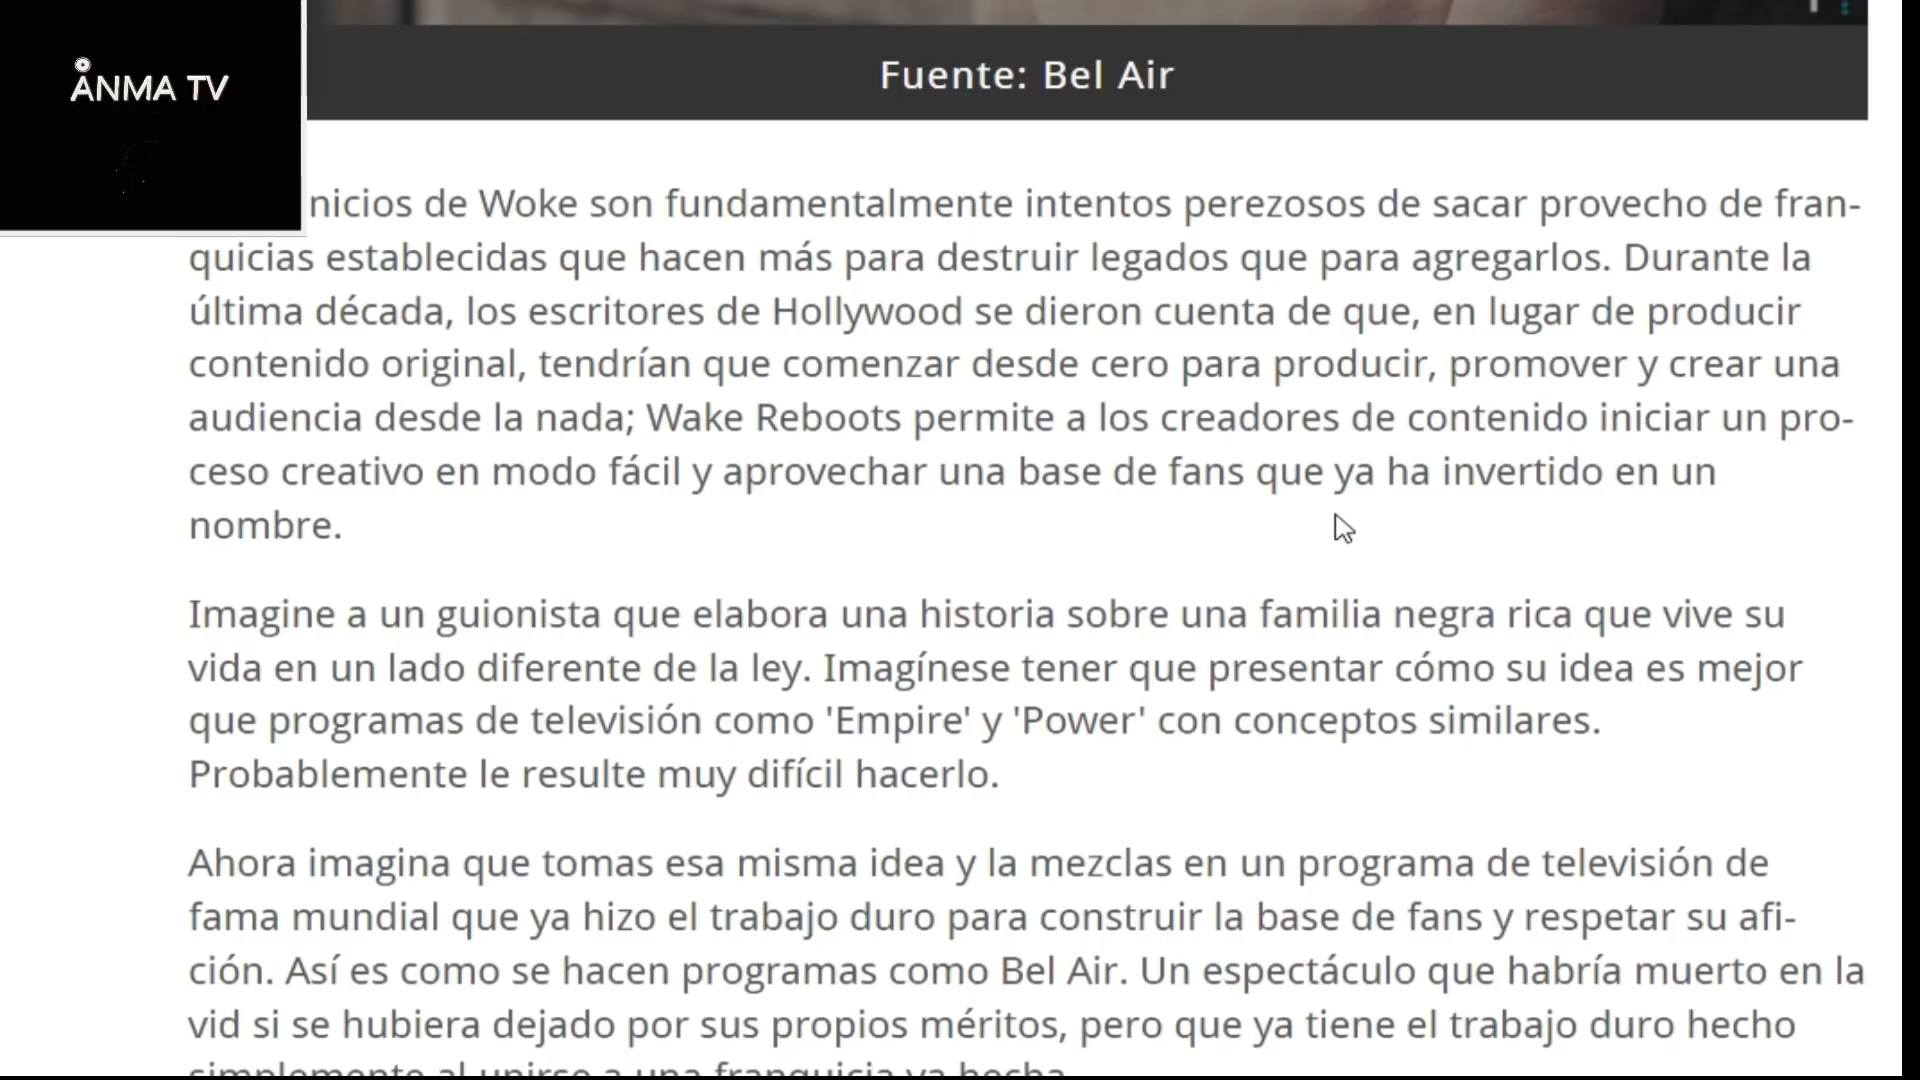 ANMA TV
Fuente: Bel Air
nicios de Woke son fundamentalmente intentos perezosos de sacar provecho de fran-
quicias establecidas que hacen más para destruir legados que para agregarlos. Durante la
última década, los escritores de Hollywood se dieron cuenta de que, en lugar de producir
contenido original, tendrían que comenzar desde cero para producir, promover y crear una
audiencia desde la nada; Wake Reboots permite a los creadores de contenido iniciar un pro-
ceso creativo en modo fácil y aprovechar una base de fans que ya ha invertido en un
nombre.
Imagine a un guionista que elabora una historia sobre una familia negra rica que vive su
vida en un lado diferente de la ley. Imagínese tener que presentar cómo su idea es mejor
que programas de televisión como 'Empire' y 'Power' con conceptos similares.
Probablemente le resulte muy difícil hacerlo.
Ahora imagina que tomas esa misma idea y la mezclas en un programa de televisión de
fama mundial que ya hizo el trabajo duro para construir la base de fans y respetar su afi-
ción. Así es como se hacen programas como Bel Air. Un espectáculo que habría muerto en la
vid si se hubiera dejado por sus propios méritos, pero que ya tiene el trabajo duro hecho
simplemente al unirse a una franquicia ya hecha.